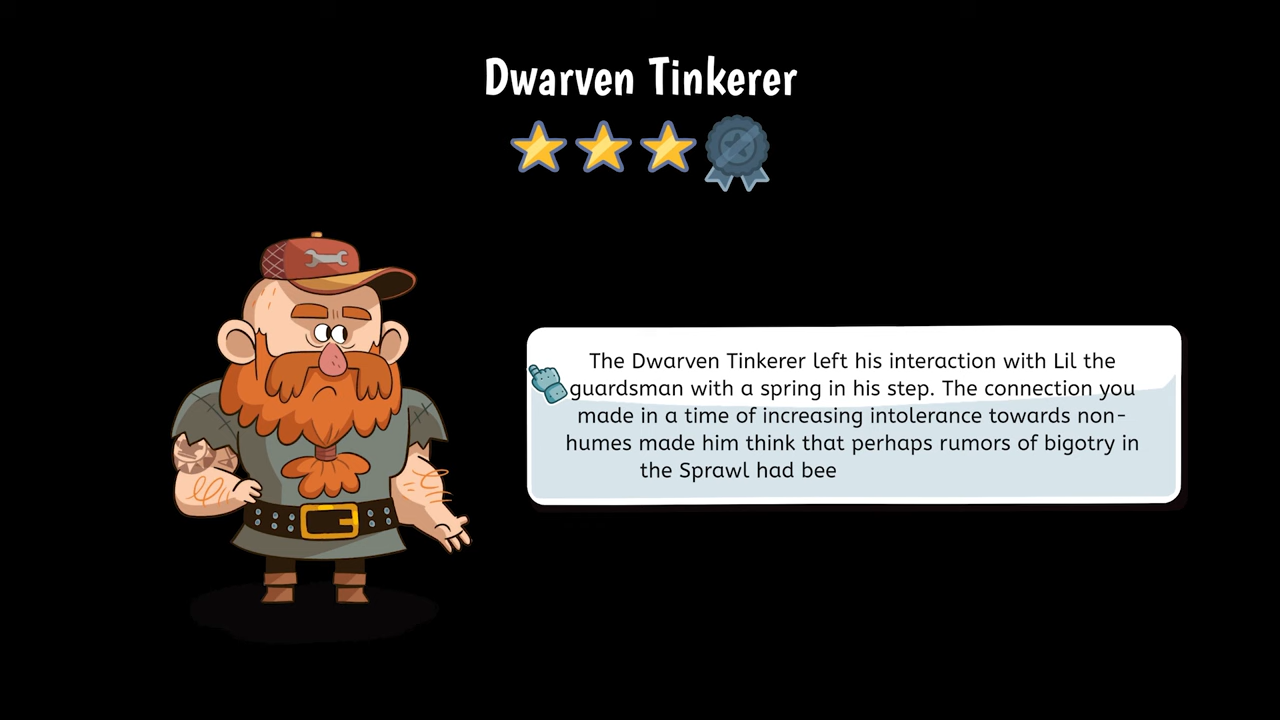 Dwarven Tinkerer
The Dwarven Tinkerer left his interaction with Lil the
guardsman with a spring in his step. The connection you
made in a time of increasing intolerance towards non-
humes made him think that perhaps rumors of bigotry in
the Sprawl had bee